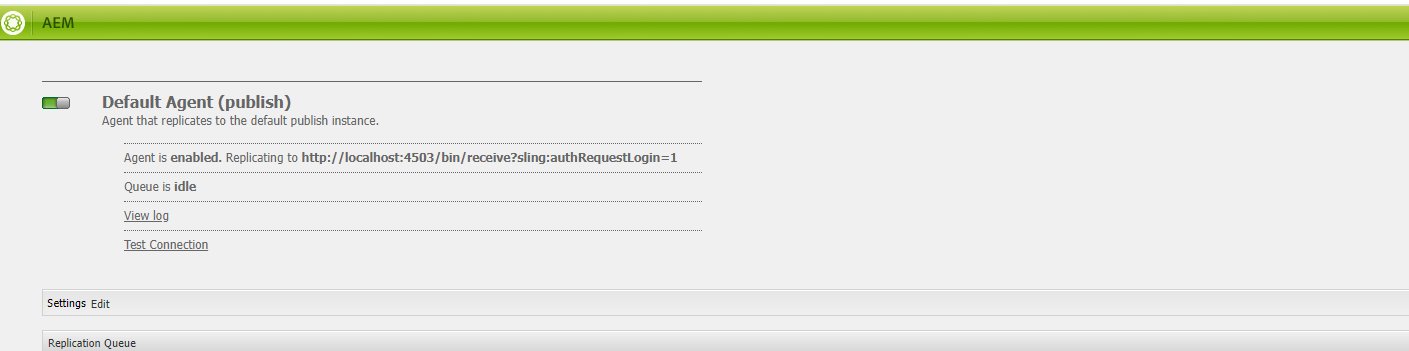 AEM
Default Agent (publish)
Agent that replicates to the default publish instance.
Agent is enabled. Replicating to http://localhost:4503/bin/receive?sling:authRequestLogin=1
Queue is idle
View log
Test Connection
Settings Edit
Replication Queue